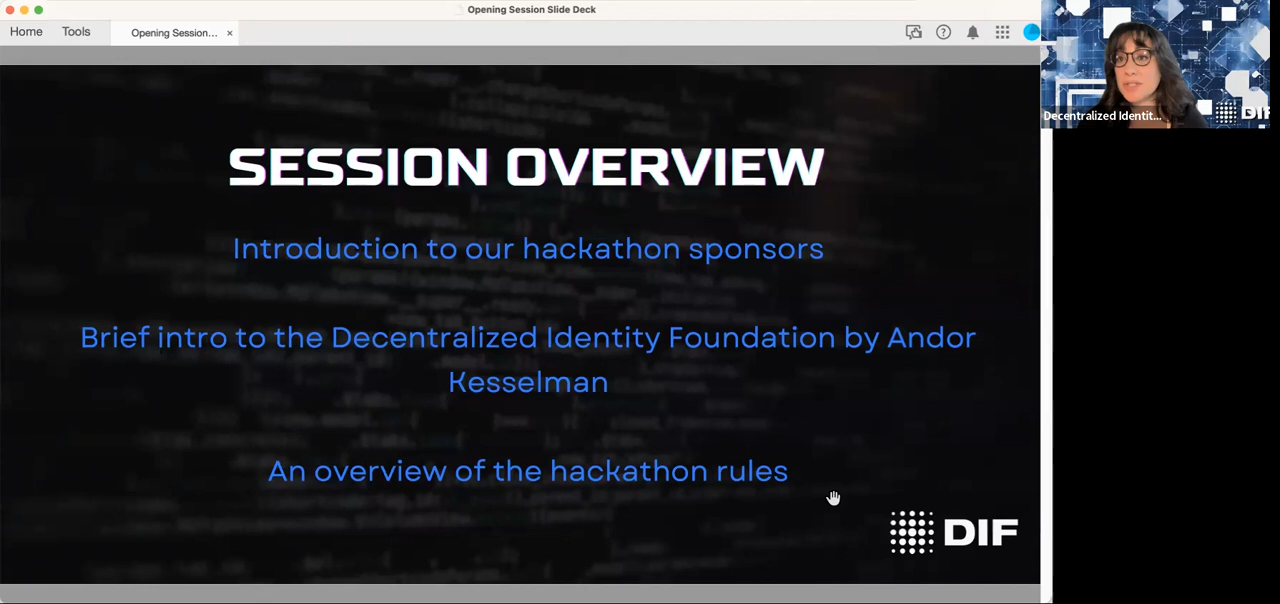 Opening Session Slide Deck
Home
Tools
Opening Session...
SESSION OVERVIEW
Introduction to our hackathon sponsors
Brief intro to the Decentralized Identity Foundation by Andor
Kesselman
An overview of the hackathon rules
DIF
Decentralized Identit...
DIF